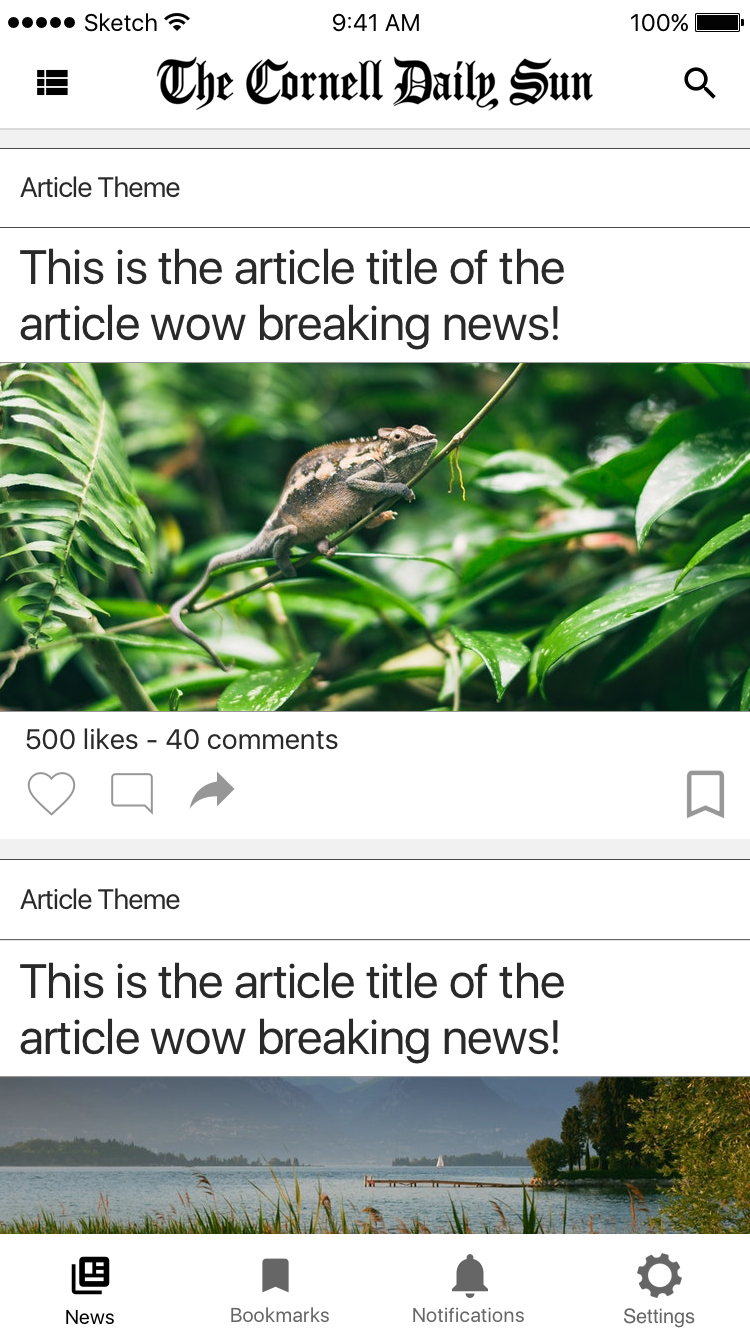 Sketch 9:41 AM 100%
The Cornell Daily Sun
Article Theme
This is the article title of the
article wow breaking news!
500 likes - 40 comments
Article Theme
This is the article title of the
article wow breaking news!
News Bookmarks Notifications Settings